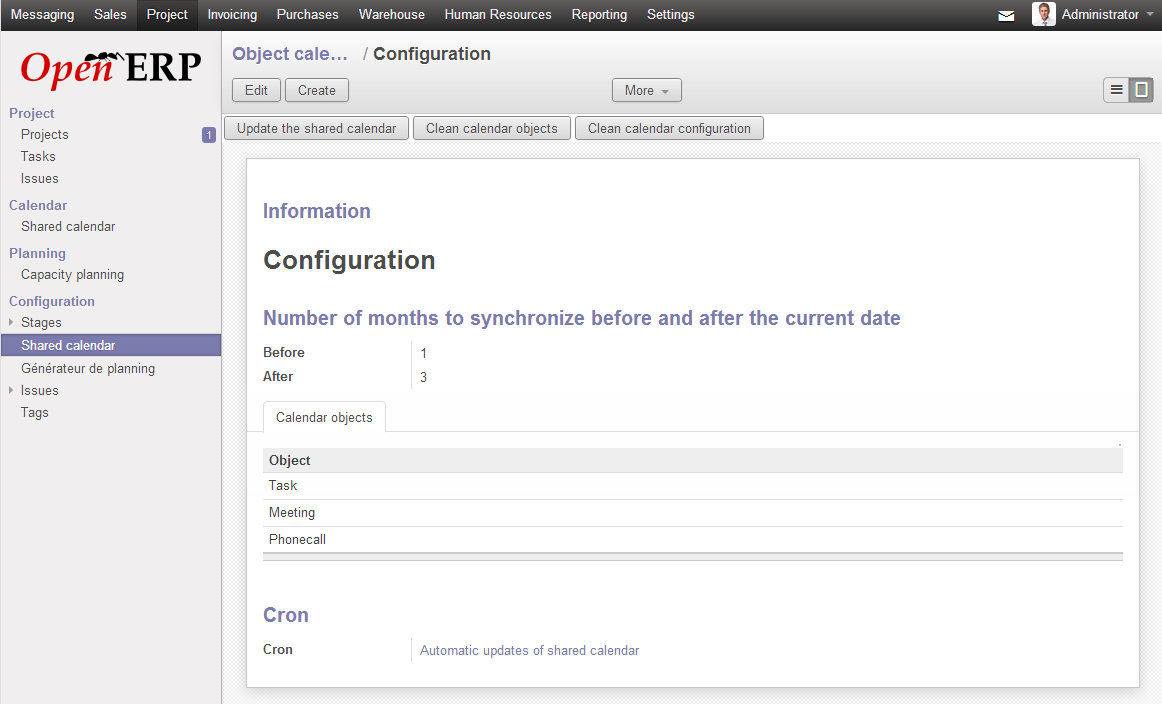 Messaging Sales Project Invoicing Purchases Warehouse Human Resources Reporting Settings Administrator
Open ERP
Project
Projects 1
Tasks
Issues
Calendar
Shared calendar
Planning
Capacity planning
Configuration
Stages
Shared calendar
Générateur de planning
Issues
Tags
Object cale... / Configuration
Edit Create More
Update the shared calendar Clean calendar objects Clean calendar configuration
Information
Configuration
Number of months to synchronize before and after the current date
Before 1
After 3
Calendar objects
Object
Task
Meeting
Phonecall
Cron
Cron Automatic updates of shared calendar